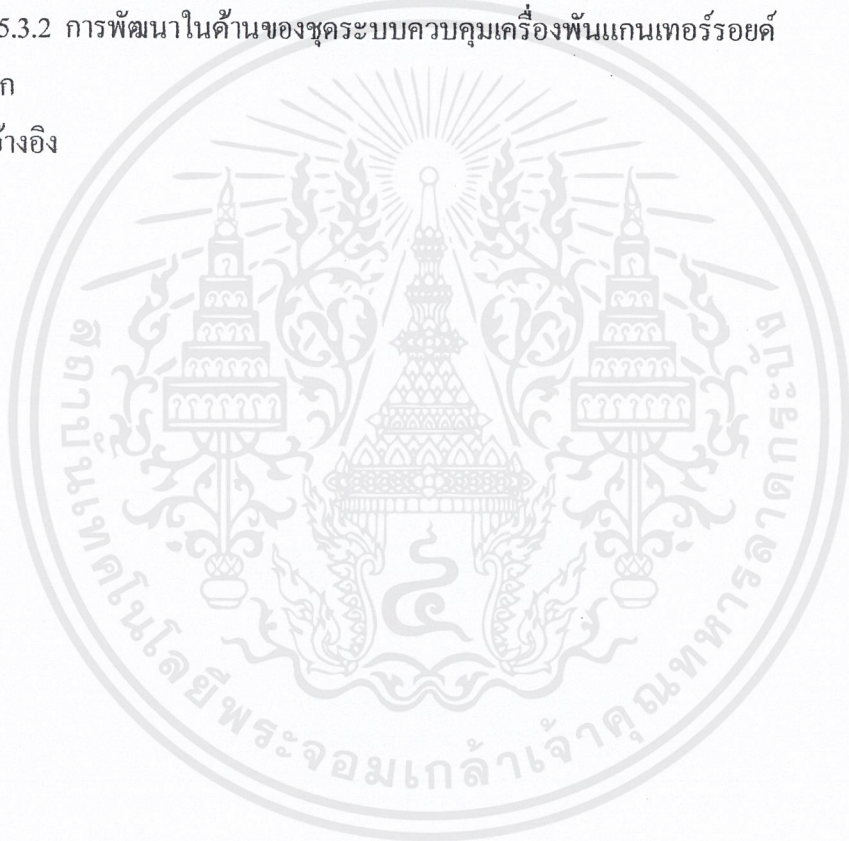 5.3.2 การพัฒนาในด้านของชุดระบบควบคุมเครื่องพันแกนเทอร์รอยด์
ก
อ้างอิง
สถาบันเทคโนโลยีพระจอมเกล้าเจ้าคุณทหารลาดกระบัง
๔